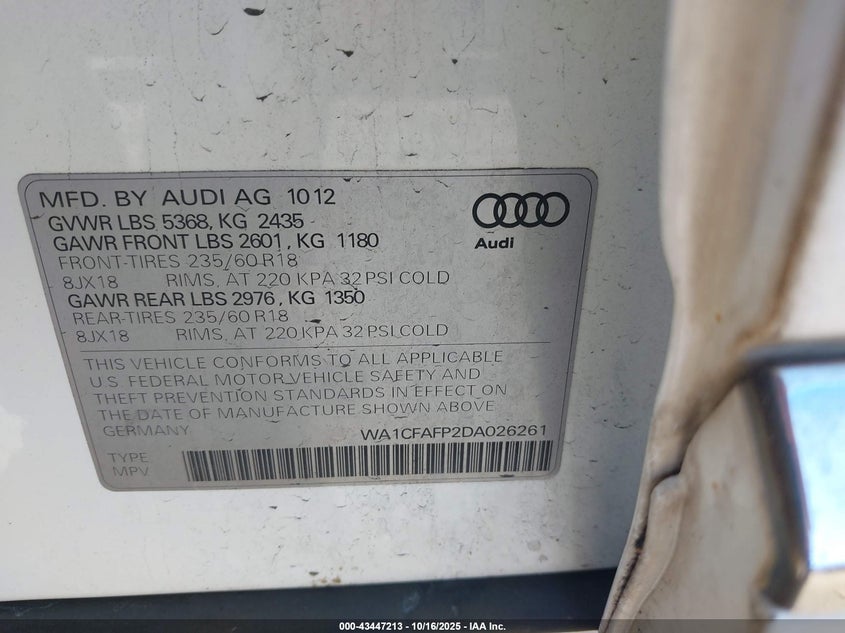 MFD. BY AUDI AG 10 12
GVWR LBS 5368, KG 2435
GAWR FRONT LBS 2601, KG 1180
FRONT-TIRES 235/60 R18
8JX18 RIMS, AT 220 KPA 32 PSI COLD
GAWR REAR LBS 2976, KG 1350
REAR-TIRES 235/60 R18
8JX18 RIMS, AT 220 KPA 32 PSI COLD
Audi
THIS VEHICLE CONFORMS TO ALL APPLICABLE
U.S. FEDERAL MOTOR VEHICLE SAFETY AND
THEFT PREVENTION STANDARDS IN EFFECT ON
THE DATE OF MANUFACTURE SHOWN ABOVE
GERMANY WA1CFAFP2DA026261
TYPE
MPV
000-43447213 - 10/16/2025 - IAA Inc.